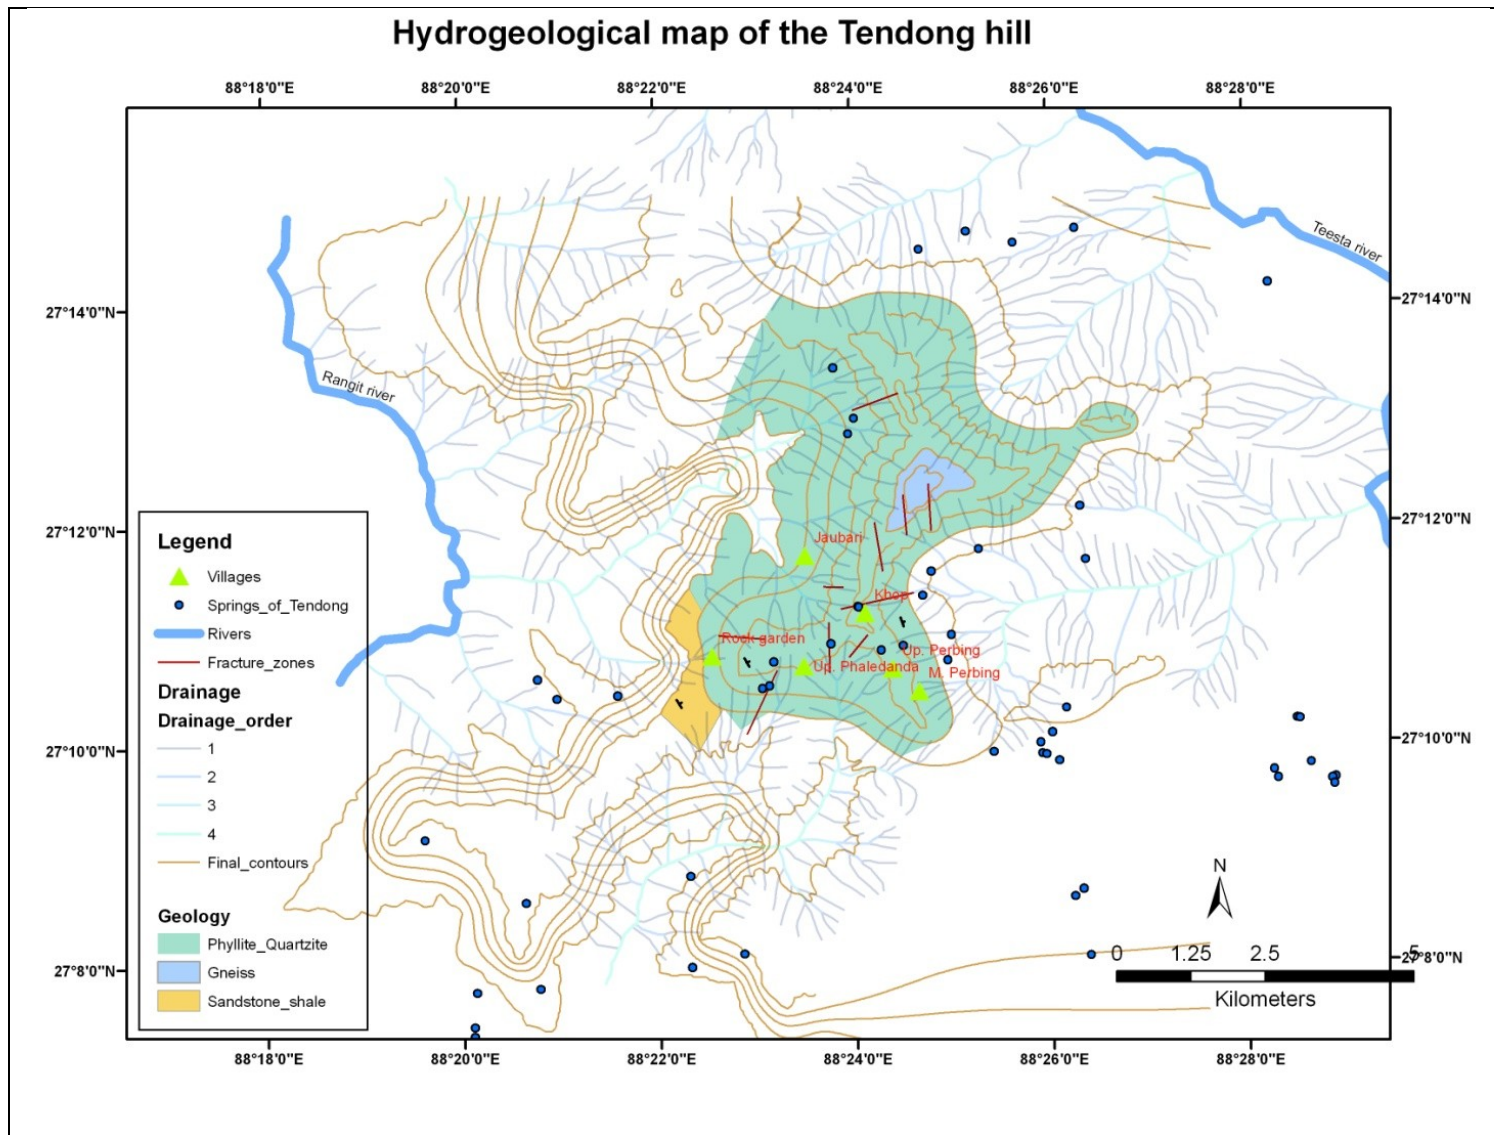 Hydrogeological map of the Tendong hill
88°18'0"E 88°20'0"E 88°22'0"E 88°24'0"E 88°26'0"E 88°28'0"E
Teesta river
27°14'0"N 27°14'0"N
Rangit river
27°12'0"N 27°12'0"N
Jaubari
Khop
Rock garden
Up. Perbing
Up. Phaledanda
M. Perbing
27°10'0"N 27°10'0"N
Legend
Villages
Springs_of_Tendong
Rivers
Fracture_zones
Drainage
Drainage_order
1
2
3
4
Final_contours
Geology
Phyllite_Quartzite
Gneiss
Sandstone_shale
N
0 1.25 2.5 5
Kilometers
27°8'0"N 27°8'0"N
88°18'0"E 88°20'0"E 88°22'0"E 88°24'0"E 88°26'0"E 88°28'0"E